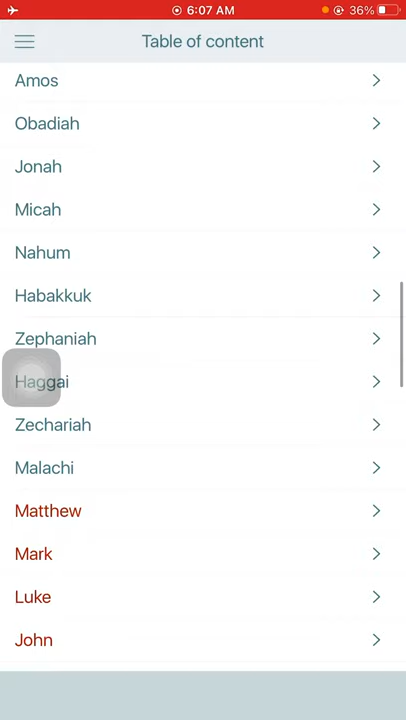 6:07 AM
36%
Table of content
Amos
Obadiah
Jonah
Micah
Nahum
Habakkuk
Zephaniah
Haggai
Zechariah
Malachi
Matthew
Mark
Luke
John